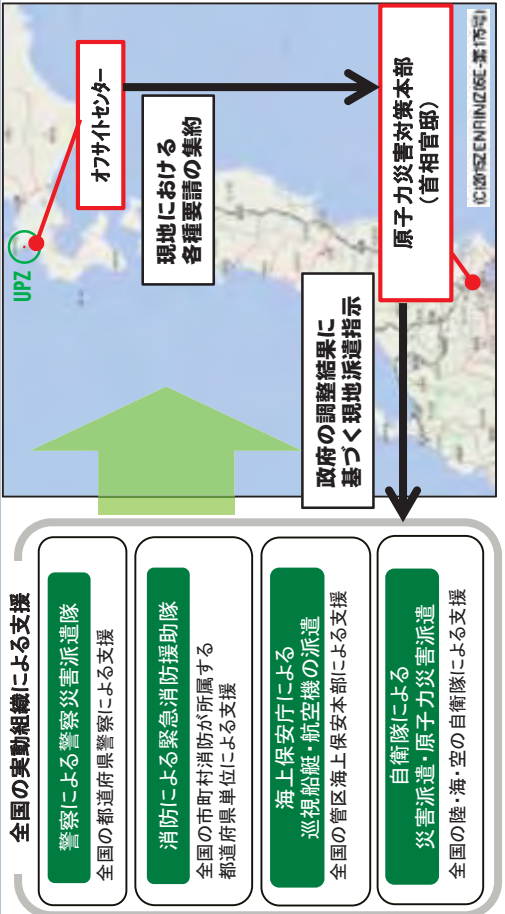 全国の実動組織による支援
警察による警察災害派遣隊
全国の都道府県警察による支援
消防による緊急消防援助隊
全国の市町村消防が所属する
都道府県単位による支援
海上保安庁による
巡視船艇・航空機の派遣
全国の管区海上保安本部による支援
自衛隊による
災害派遣・原子力災害派遣
全国の陸・海・空の自衛隊による支援
UPZ
オフサイトセンター
現地における
各種要請の集約
政府の調整結果に
基づく現地派遣指示
原子力災害対策本部
（首相官邸）
(C)2015ZENRIN(Z05E-第175号)